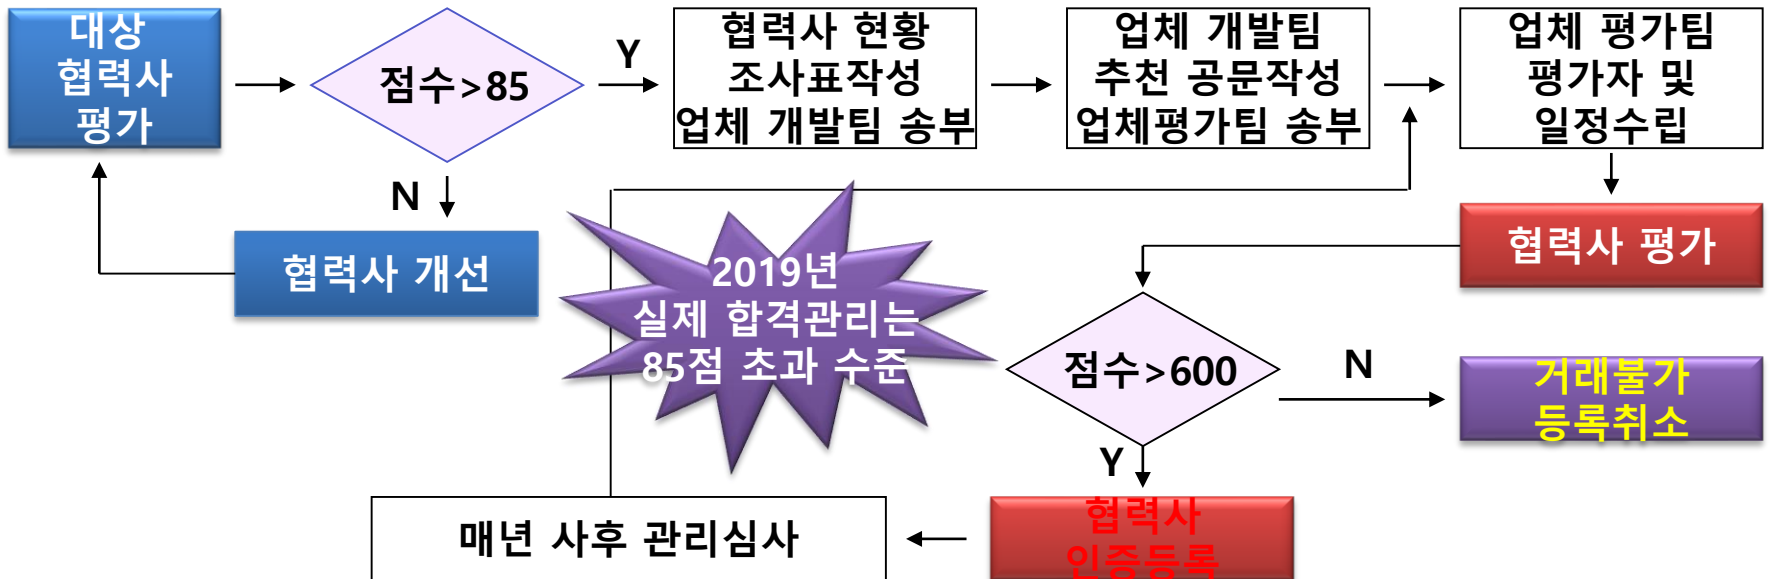 대상
협력사
평가
점수>85
Y
협력사 현황
조사표작성
업체 개발팀 송부
업체 개발팀
추천 공문작성
업체평가팀 송부
업체 평가팀
평가자 및
일정수립
N
협력사 개선
2019년
실제 합격관리는
85점 초과 수준
협력사 평가
점수>600
N
거래불가
등록취소
Y
협력사
인증등록
매년 사후 관리심사